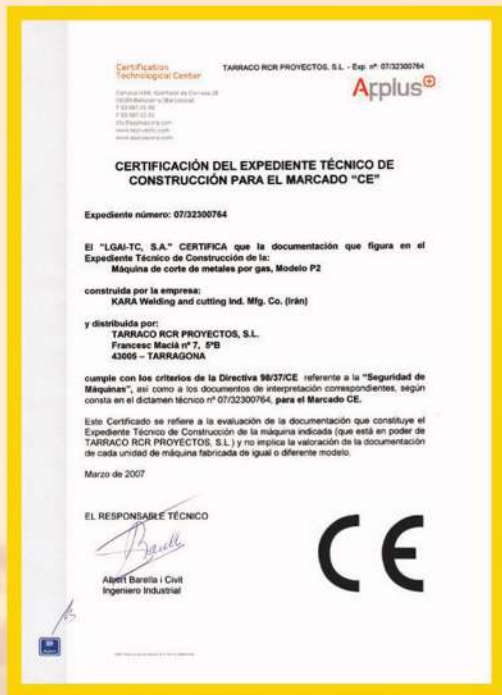 Certification
Technological Center
TARRACO RCR PROYECTOS, S.L. - Exp. nº: 07/32300764
Applus+
CERTIFICACIÓN DEL EXPEDIENTE TÉCNICO DE
CONSTRUCCIÓN PARA EL MARCADO “CE”
Expediente número: 07/32300764
El "LGAI-TC, S.A." CERTIFICA que la documentación que figura en el
Expediente Técnico de Construcción de la:
Máquina de corte de metales por gas, Modelo P2
construida por la empresa:
KARA Welding and cutting Ind. Mfg. Co. (Irán)
y distribuida por:
TARRACO RCR PROYECTOS, S.L.
Francesc Macià nº 7, 5ºB
43005 – TARRAGONA
cumple con los criterios de la Directiva 98/37/CE referente a la "Seguridad de
Máquinas", así como a los documentos de interpretación correspondientes, según
consta en el dictamen técnico nº 07/32300764, para el Marcado CE.
Este Certificado se refiere a la evaluación de la documentación que constituye el
Expediente Técnico de Construcción de la máquina indicada (que está en poder de
TARRACO RCR PROYECTOS, S.L.) y no implica la valoración de la documentación
de cada unidad de máquina fabricada de igual o diferente modelo.
Marzo de 2007
EL RESPONSABLE TÉCNICO
Albert Barella i Civit
Ingeniero Industrial
CE